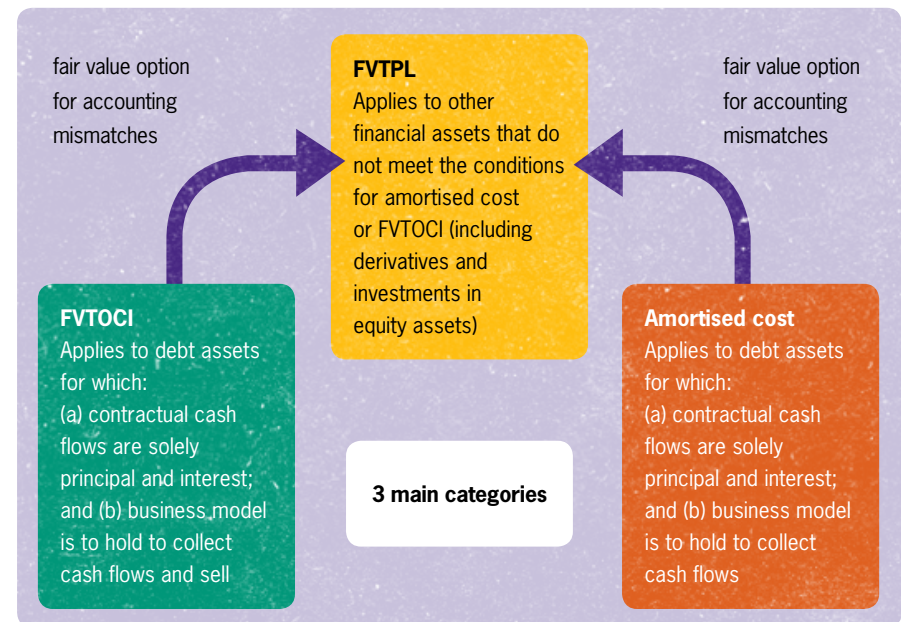 fair value option
for accounting
mismatches
FVTPL
Applies to other
financial assets that do
not meet the conditions
for amortised cost
or FVTOCI (including
derivatives and
investments in
equity assets)
fair value option
for accounting
mismatches
FVTOCI
Applies to debt assets
for which:
(a) contractual cash
flows are solely
principal and interest;
and (b) business model
is to hold to collect
cash flows and sell
3 main categories
Amortised cost
Applies to debt assets
for which:
(a) contractual cash
flows are solely
principal and interest;
and (b) business model
is to hold to collect
cash flows